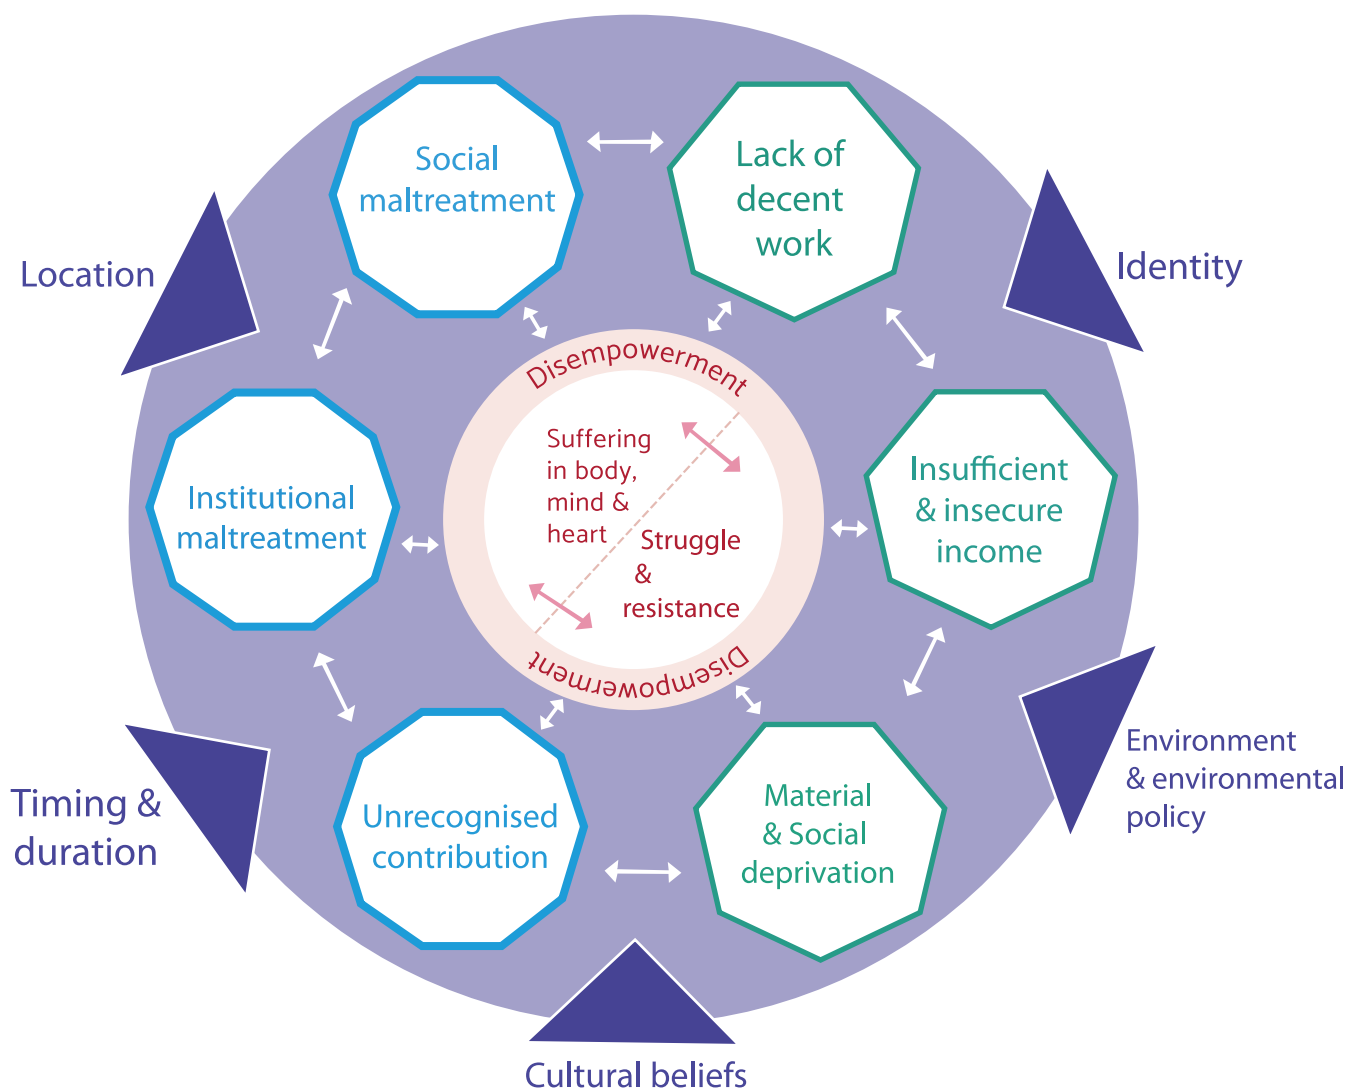 Social
maltreatment
Lack of
decent
work
Location
Identity
Disempowerment
Suffering
in body,
mind &
heart
Struggle
&
resistance
Disempowerment
Institutional
maltreatment
Insufficient
& insecure
income
Unrecognised
contribution
Material
& Social
deprivation
Timing &
duration
Environment
& environmental
policy
Cultural beliefs